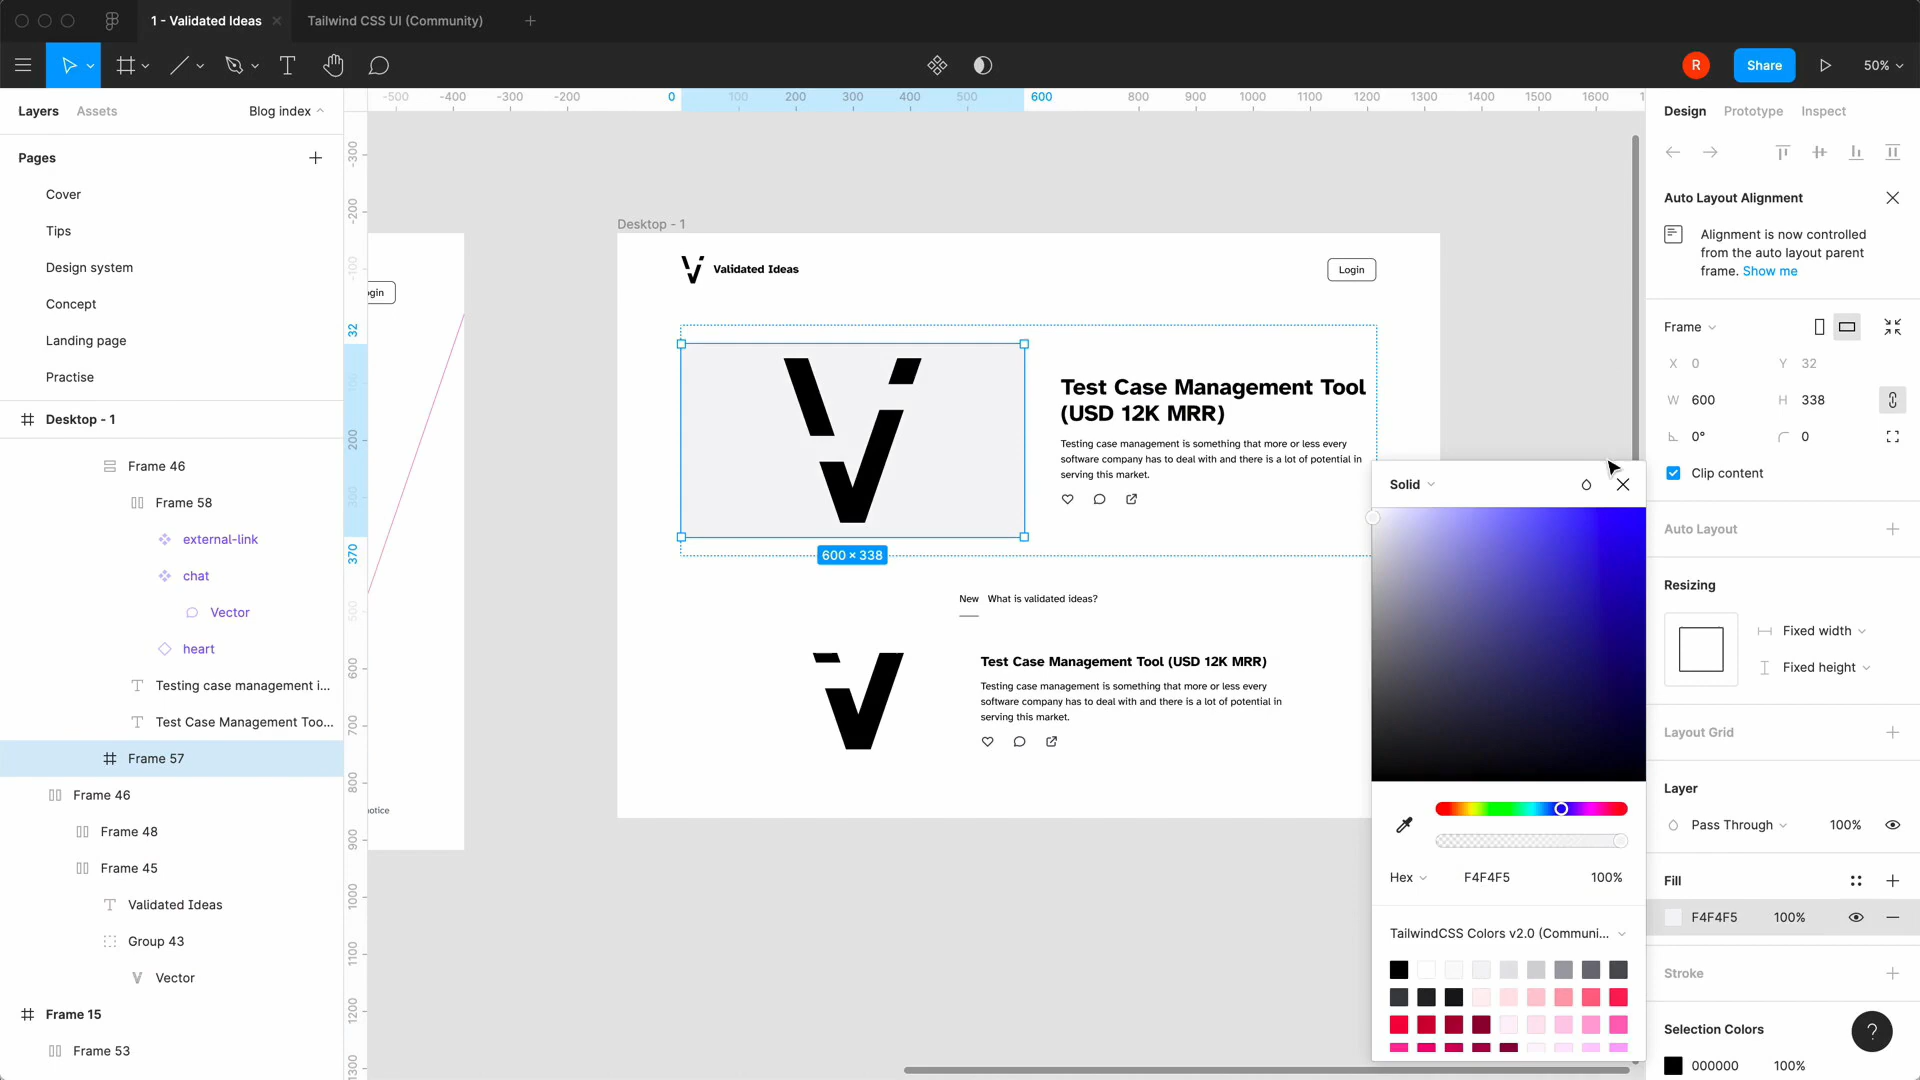 1 - Validated Ideas
Tailwind CSS UI (Community)
R
Share
50%
Layers
Assets
Blog index
Pages
Cover
Tips
Design system
Concept
Landing page
Practise
Desktop - 1
Frame 46
Frame 58
external-link
chat
Vector
heart
Testing case management i...
Test Case Management Too...
Frame 57
Frame 46
Frame 48
Frame 45
Validated Ideas
Group 43
Vector
Frame 15
Frame 53
-500 -400 -300 -200 0 100 200 300 400 500 600 800 900 1000 1100 1200 1300 1400 1500 1600
-300
-200
-100
32
100
200
300
370
500
600
700
800
900
1000
1100
1200
1300
ogin
notice
Desktop - 1
Validated Ideas
Login
Test Case Management Tool
(USD 12K MRR)
Testing case management is something that more or less every
software company has to deal with and there is a lot of potential in
serving this market.
600 × 338
New What is validated ideas?
Test Case Management Tool (USD 12K MRR)
Testing case management is something that more or less every
software company has to deal with and there is a lot of potential in
serving this market.
Solid
Hex F4F4F5 100%
TailwindCSS Colors v2.0 (Communi...
Design
Prototype
Inspect
Auto Layout Alignment
Alignment is now controlled
from the auto layout parent
frame. Show me
Frame
X 0 Y 32
W 600 H 338
0° 0
Clip content
Auto Layout
Resizing
Fixed width
Fixed height
Layout Grid
Layer
Pass Through 100%
Fill
F4F4F5 100%
Stroke
Selection Colors
000000 100%
?